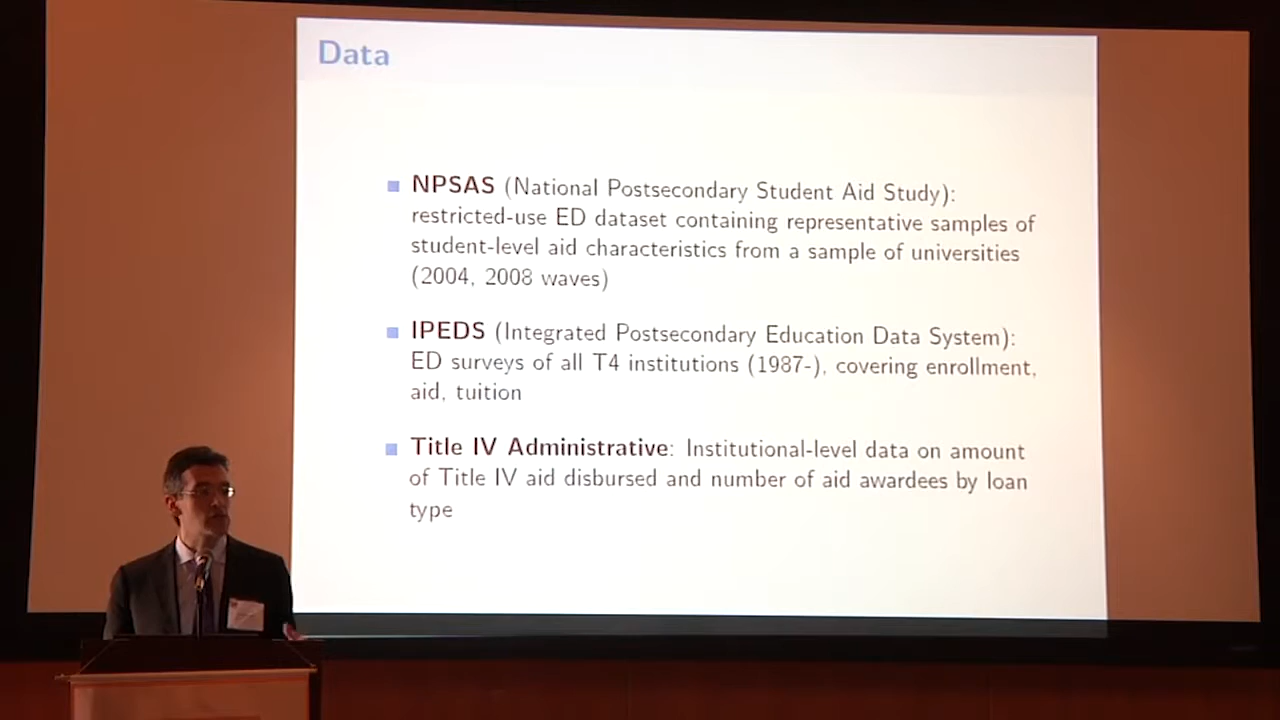 Data
NPSAS (National Postsecondary Student Aid Study):
restricted-use ED dataset containing representative samples of
student-level aid characteristics from a sample of universities
(2004, 2008 waves)
IPEDS (Integrated Postsecondary Education Data System):
ED surveys of all T4 institutions (1987-), covering enrollment,
aid, tuition
Title IV Administrative: Institutional-level data on amount
of Title IV aid disbursed and number of aid awardees by loan
type